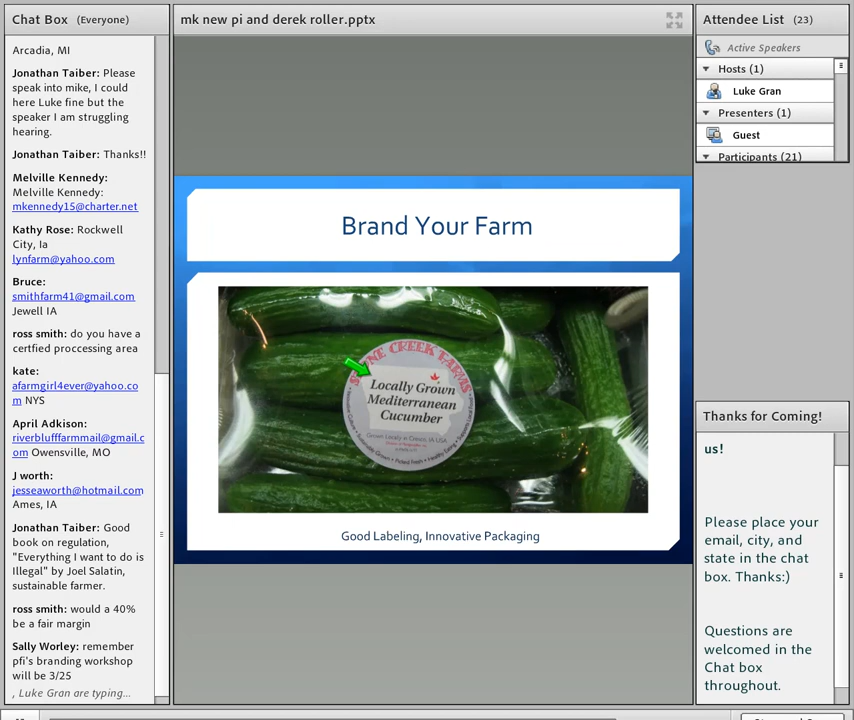 Chat Box (Everyone)
Arcadia, MI
Jonathan Taiber: Please
speak into mike, I could
here Luke fine but the
speaker I am struggling
hearing.
Jonathan Taiber: Thanks!!
Melville Kennedy:
Melville Kennedy:
mkennedy15@charter.net
Kathy Rose: Rockwell
City, Ia
lynfarm@yahoo.com
Bruce:
smithfarm41@gmail.com
Jewell IA
ross smith: do you have a
certfied proccessing area
kate:
afarmgirl4ever@yahoo.co
m NYS
April Adkison:
riverblufffarmmail@gmail.c
om Owensville, MO
J worth:
jesseaworth@hotmail.com
Ames, IA
Jonathan Taiber: Good
book on regulation,
"Everything I want to do is
Illegal" by Joel Salatin,
sustainable farmer.
ross smith: would a 40%
be a fair margin
Sally Worley: remember
pfi's branding workshop
will be 3/25
, Luke Gran are typing...
mk new pi and derek roller.pptx
Brand Your Farm
CREEK FARMS
Locally Grown
Mediterranean
Cucumber
Grown Locally in Cresco, IA USA
Good Labeling, Innovative Packaging
Attendee List (23)
Active Speakers
Hosts (1)
Luke Gran
Presenters (1)
Guest
Participants (21)
Thanks for Coming!
us!
Please place your
email, city, and
state in the chat
box. Thanks:)
Questions are
welcomed in the
Chat box
throughout.